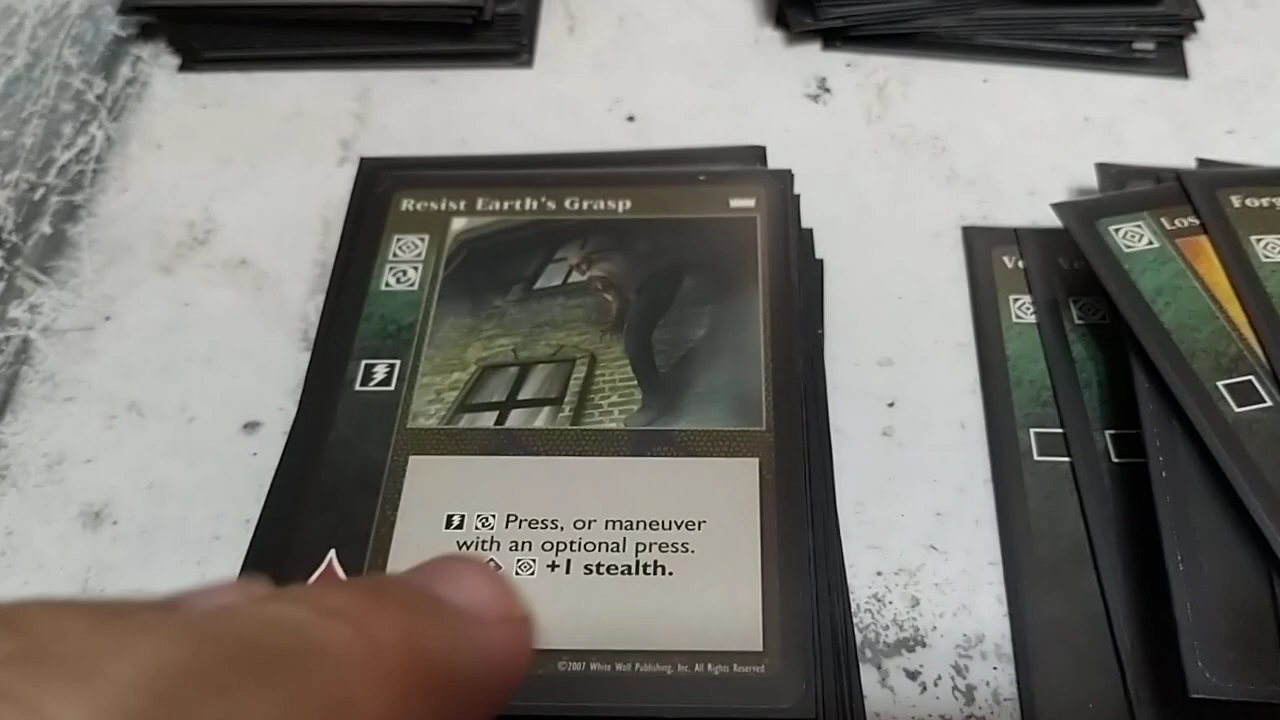 Resist Earth's Grasp
Press, or maneuver
with an optional press.
+1 stealth.
©2007 White Wolf Publishing, Inc. All Rights Reserved